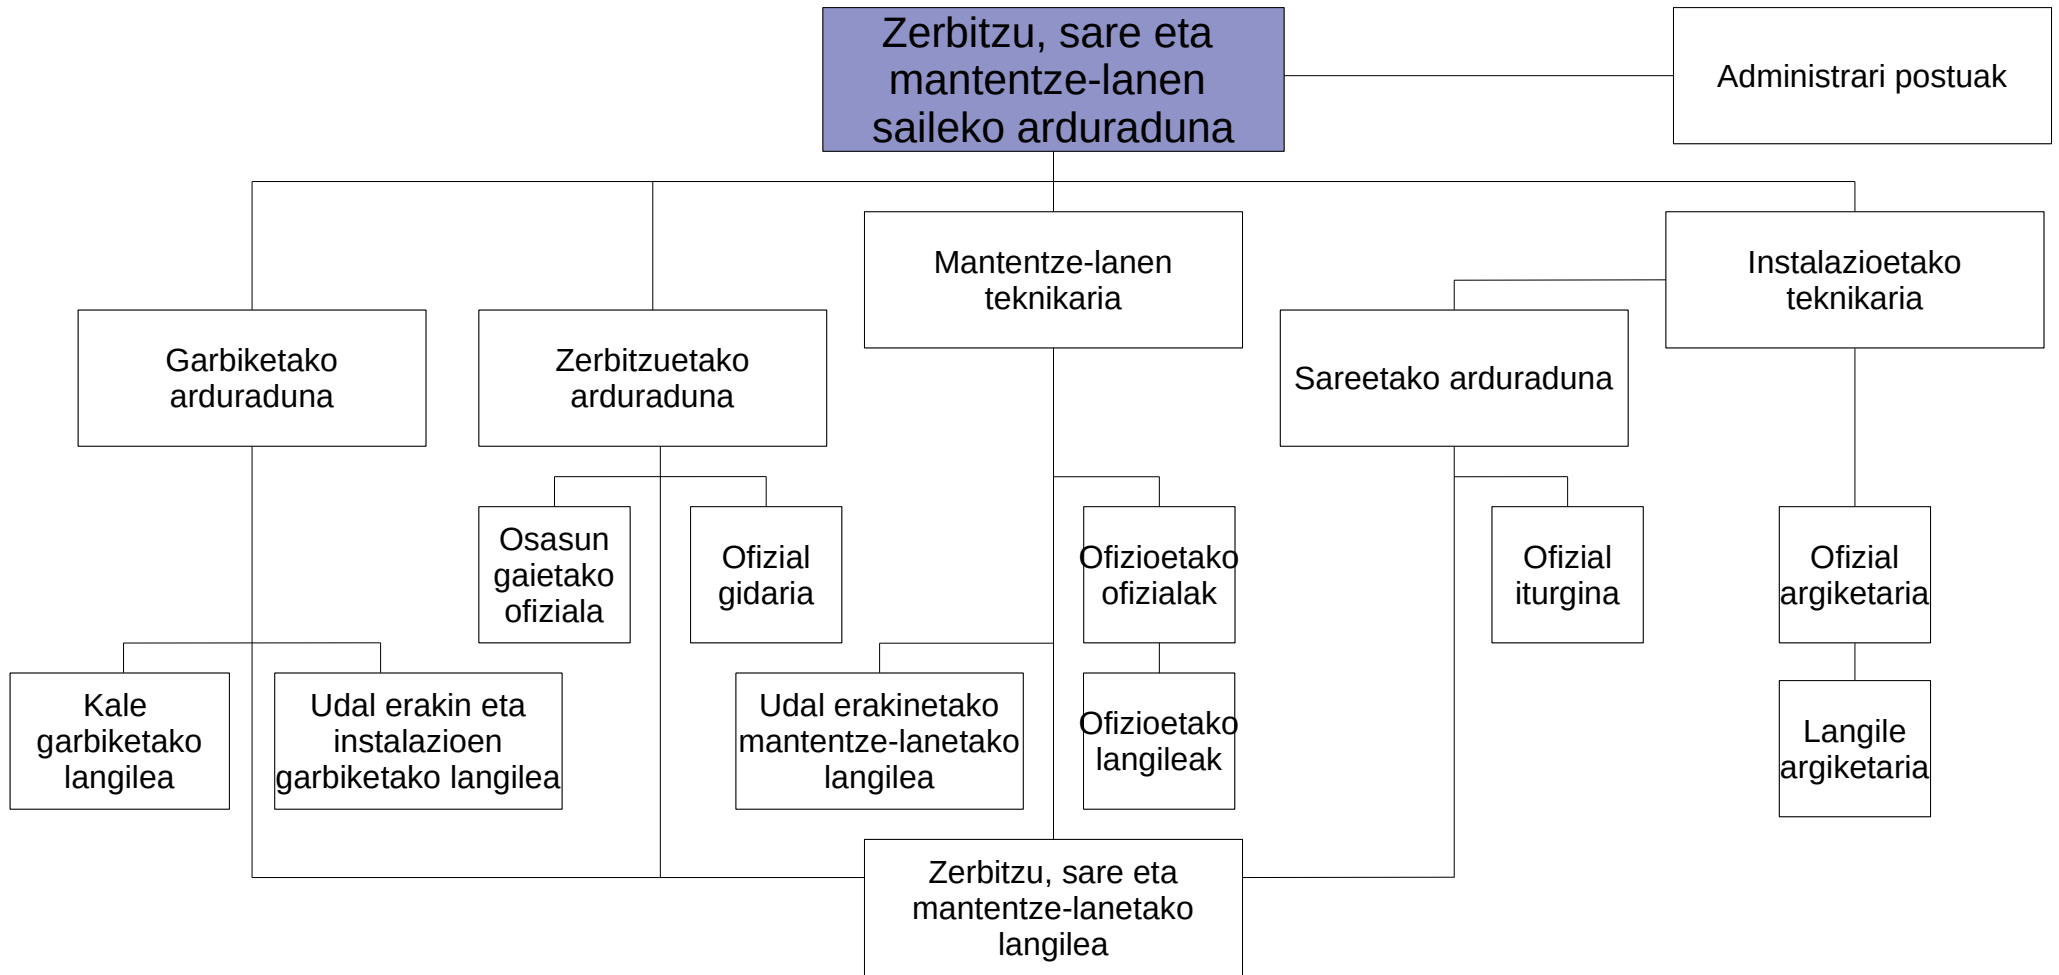 Zerbitzu, sare eta
mantentze-lanen
saileko arduraduna
Administrari postuak
Mantentze-lanen
teknikaria
Instalazioetako
teknikaria
Garbiketako
arduraduna
Zerbitzuetako
arduraduna
Sareetako arduraduna
Osasun
gaietako
ofiziala
Ofizial
gidaria
Ofizioetako
ofizialak
Ofizial
iturgina
Ofizial
argiketaria
Kale
garbiketako
langilea
Udal erakin eta
instalazioen
garbiketako langilea
Udal erakinetako
mantentze-lanetako
langilea
Ofizioetako
langileak
Langile
argiketaria
Zerbitzu, sare eta
mantentze-lanetako
langilea